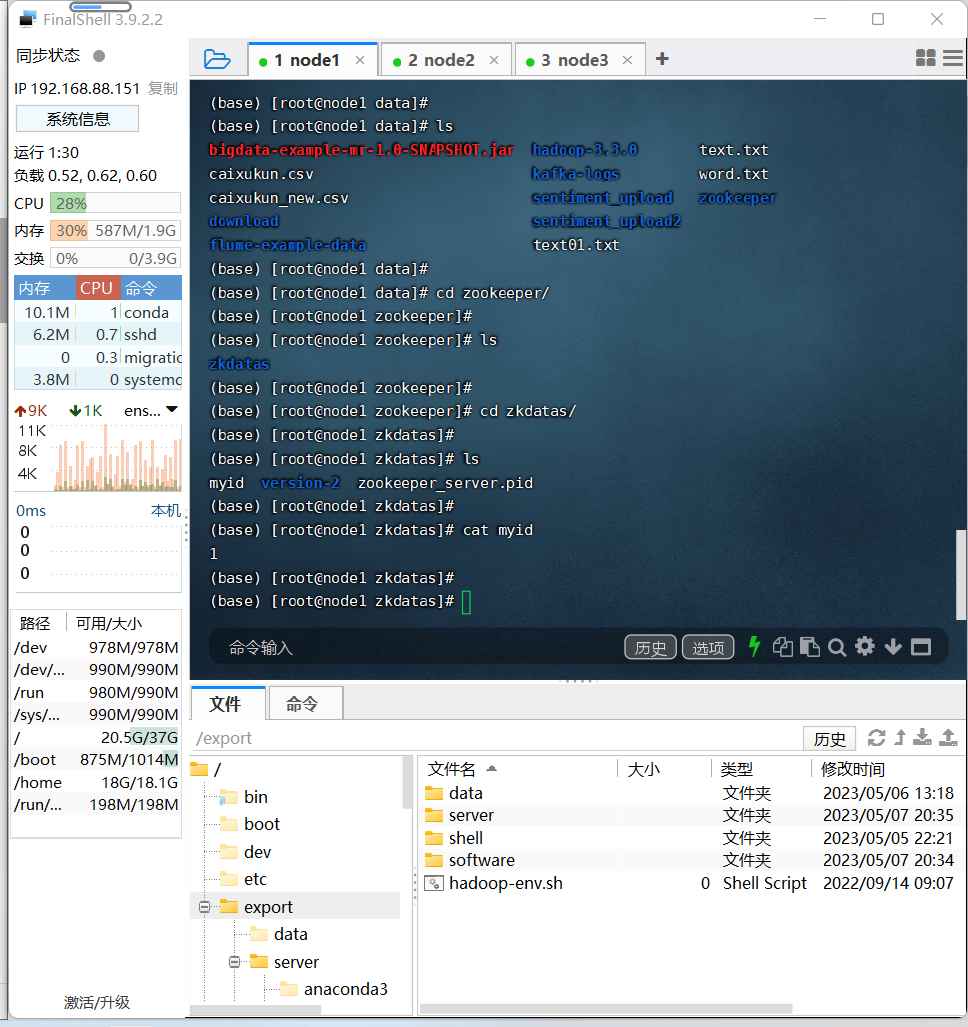 FinalShell 3.9.2.2
同步状态
IP 192.168.88.151 复制
系统信息
运行 1:30
负载 0.52, 0.62, 0.60
CPU 28%
内存 30% 587M/1.9G
交换 0% 0/3.9G
内存 CPU 命令
10.1M 1 conda
6.2M 0.7 sshd
0 0.3 migratic
3.8M 0 systemd
9K 1K ens...
11K
8K
4K
0ms 本机
0
0
0
路径 可用/大小
/dev 978M/978M
/dev/... 990M/990M
/run 980M/990M
/sys/... 990M/990M
/ 20.5G/37G
/boot 875M/1014M
/home 18G/18.1G
/run/... 198M/198M
激活/升级
1 node1 × 2 node2 × 3 node3 × +
(base) [root@node1 data]#
(base) [root@node1 data]# ls
bigdata-example-mr-1.0-SNAPSHOT.jar hadoop-3.3.0 text.txt
caixukun.csv kafka-logs word.txt
caixukun_new.csv sentiment_upload zookeeper
download sentiment_upload2
flume-example-data text01.txt
(base) [root@node1 data]#
(base) [root@node1 data]# cd zookeeper/
(base) [root@node1 zookeeper]#
(base) [root@node1 zookeeper]# ls
zkdatas
(base) [root@node1 zookeeper]#
(base) [root@node1 zookeeper]# cd zkdatas/
(base) [root@node1 zkdatas]#
(base) [root@node1 zkdatas]# ls
myid version-2 zookeeper_server.pid
(base) [root@node1 zkdatas]#
(base) [root@node1 zkdatas]# cat myid
1
(base) [root@node1 zkdatas]#
(base) [root@node1 zkdatas]#
命令输入 历史 选项
文件 命令
/export 历史
/
bin
boot
dev
etc
export
data
server
anaconda3
文件名 大小 类型 修改时间
data 文件夹 2023/05/06 13:18
server 文件夹 2023/05/07 20:35
shell 文件夹 2023/05/05 22:21
software 文件夹 2023/05/07 20:34
hadoop-env.sh 0 Shell Script 2022/09/14 09:07